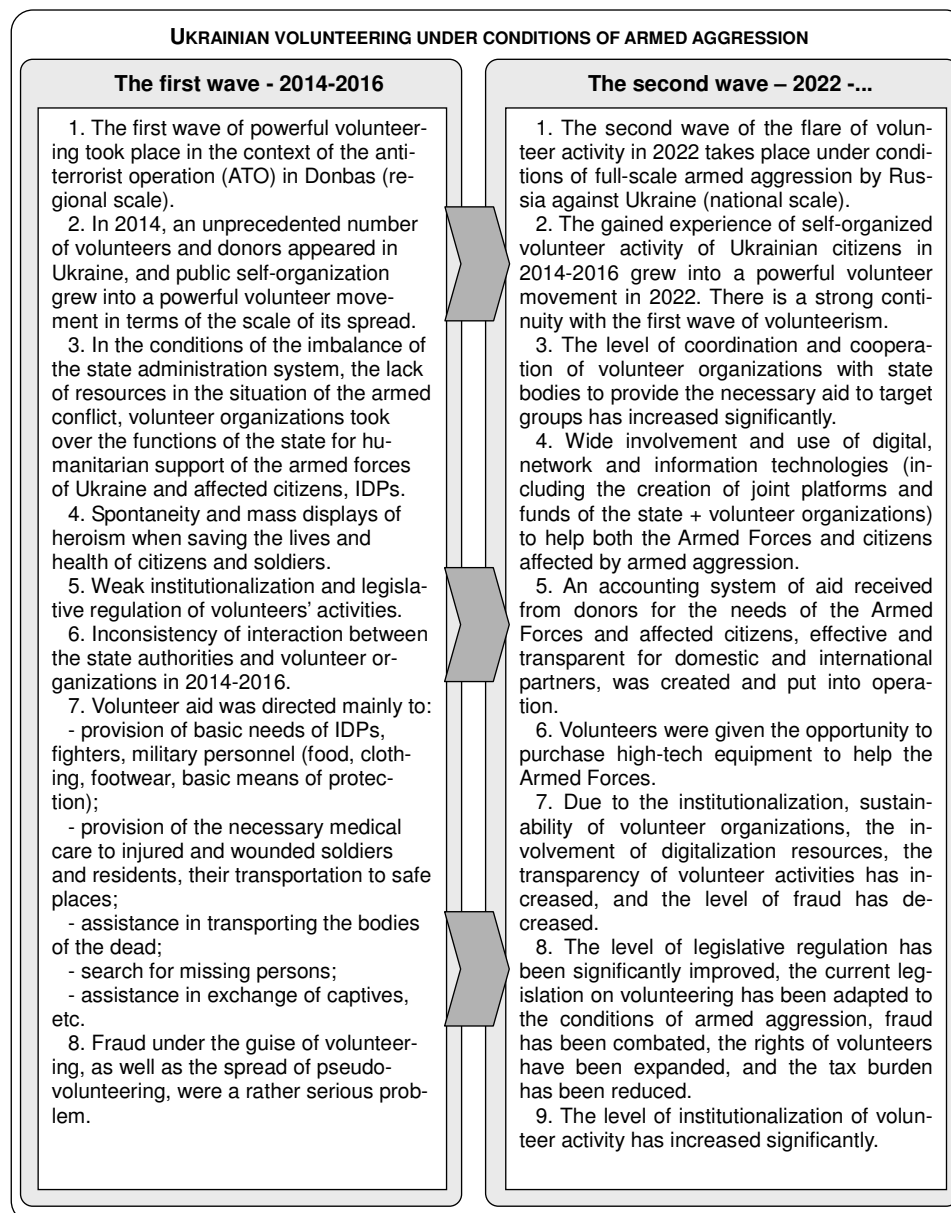 UKRAINIAN VOLUNTEERING UNDER CONDITIONS OF ARMED AGGRESSION
The first wave - 2014-2016
1. The first wave of powerful volunteer-
ing took place in the context of the anti-
terrorist operation (ATO) in Donbas (re-
gional scale).
2. In 2014, an unprecedented number
of volunteers and donors appeared in
Ukraine, and public self-organization
grew into a powerful volunteer move-
ment in terms of the scale of its spread.
3. In the conditions of the imbalance of
the state administration system, the lack
of resources in the situation of the armed
conflict, volunteer organizations took
over the functions of the state for hu-
manitarian support of the armed forces
of Ukraine and affected citizens, IDPs.
4. Spontaneity and mass displays of
heroism when saving the lives and
health of citizens and soldiers.
5. Weak institutionalization and legisla-
tive regulation of volunteers' activities.
6. Inconsistency of interaction between
the state authorities and volunteer or-
ganizations in 2014-2016.
7. Volunteer aid was directed mainly to:
- provision of basic needs of IDPs,
fighters, military personnel (food, cloth-
ing, footwear, basic means of protec-
tion);
- provision of the necessary medical
care to injured and wounded soldiers
and residents, their transportation to safe
places;
- assistance in transporting the bodies
of the dead;
- search for missing persons;
- assistance in exchange of captives,
etc.
8. Fraud under the guise of volunteer-
ing, as well as the spread of pseudo-
volunteering, were a rather serious prob-
lem.
The second wave – 2022 -...
1. The second wave of the flare of volun-
teer activity in 2022 takes place under condi-
tions of full-scale armed aggression by Rus-
sia against Ukraine (national scale).
2. The gained experience of self-organized
volunteer activity of Ukrainian citizens in
2014-2016 grew into a powerful volunteer
movement in 2022. There is a strong conti-
nuity with the first wave of volunteerism.
3. The level of coordination and coopera-
tion of volunteer organizations with state
bodies to provide the necessary aid to target
groups has increased significantly.
4. Wide involvement and use of digital,
network and information technologies (in-
cluding the creation of joint platforms and
funds of the state + volunteer organizations)
to help both the Armed Forces and citizens
affected by armed aggression.
5. An accounting system of aid received
from donors for the needs of the Armed
Forces and affected citizens, effective and
transparent for domestic and international
partners, was created and put into opera-
tion.
6. Volunteers were given the opportunity to
purchase high-tech equipment to help the
Armed Forces.
7. Due to the institutionalization, sustain-
ability of volunteer organizations, the in-
volvement of digitalization resources, the
transparency of volunteer activities has in-
creased, and the level of fraud has de-
creased.
8. The level of legislative regulation has
been significantly improved, the current leg-
islation on volunteering has been adapted to
the conditions of armed aggression, fraud
has been combated, the rights of volunteers
have been expanded, and the tax burden
has been reduced.
9. The level of institutionalization of volun-
teer activity has increased significantly.